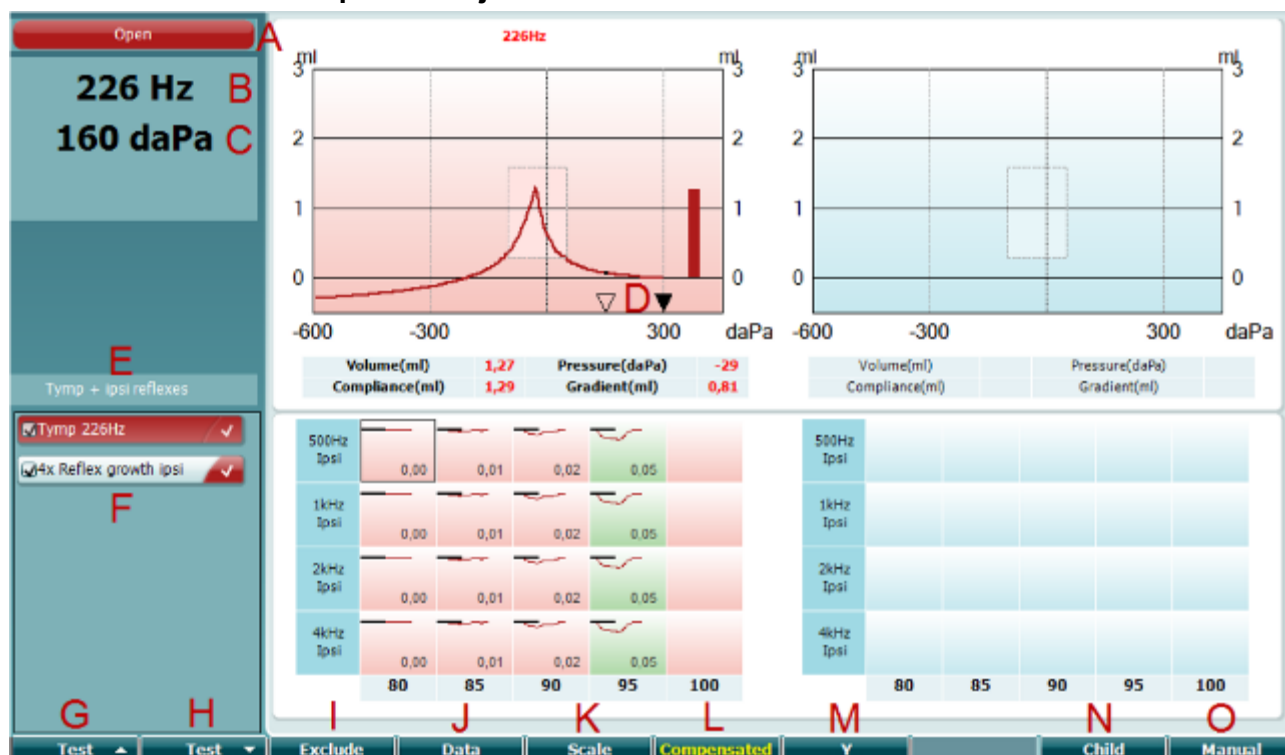 Open
A
226 Hz
B
160 daPa
C
E
Tymp + ipsi reflexes
Tymp 226Hz
4x Reflex growth ipsi
F
G
H
226Hz
ml
ml
3
3
2
2
1
1
0
0
D
-600
-300
300
daPa
Volume(ml) 1,27 Pressure(daPa) -29
Compliance(ml) 1,29 Gradient(ml) 0,81
ml
ml
3
3
2
2
1
1
0
0
-600
-300
300
daPa
Volume(ml) Pressure(daPa)
Compliance(ml) Gradient(ml)
500Hz
Ipsi
0,00 0,01 0,02 0,05
1kHz
Ipsi
0,00 0,01 0,02 0,05
2kHz
Ipsi
0,00 0,01 0,02 0,05
4kHz
Ipsi
0,00 0,01 0,02 0,05
80 85 90 95 100
500Hz
Ipsi
1kHz
Ipsi
2kHz
Ipsi
4kHz
Ipsi
80 85 90 95 100
I J K L M N O
Test Test Exclude Data Scale Compensated Y Child Manual